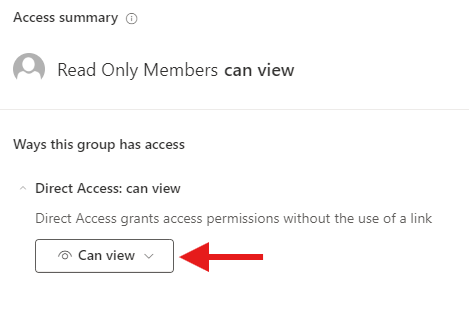 Access summary
Read Only Members can view
Ways this group has access
Direct Access: can view
Direct Access grants access permissions without the use of a link
Can view